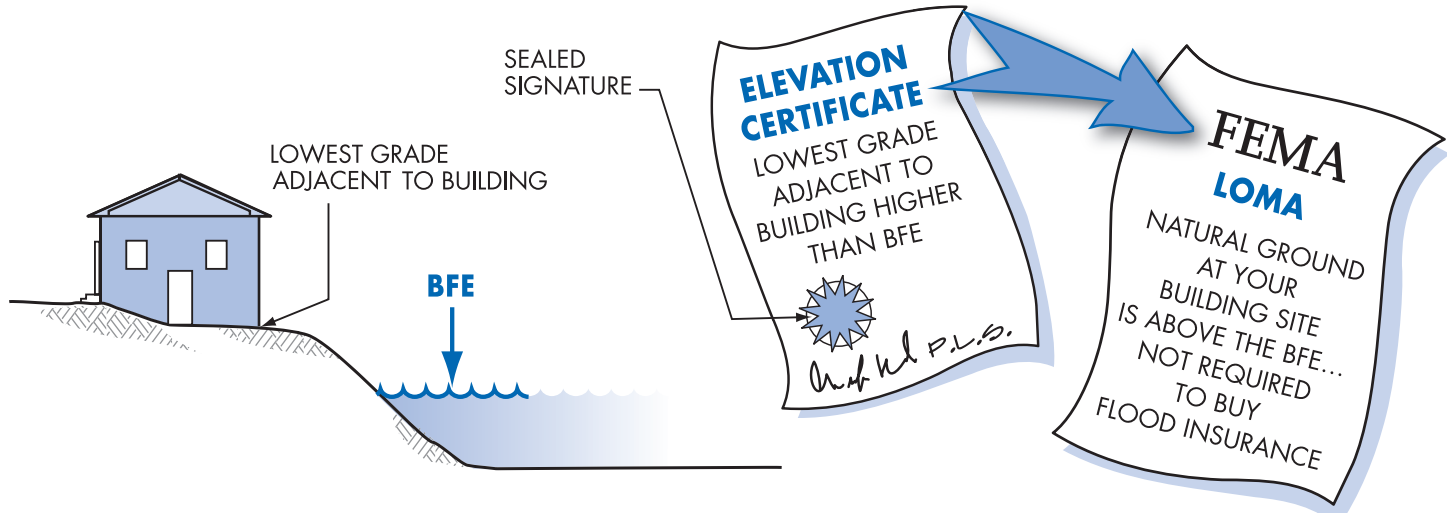 LOWEST GRADE
ADJACENT TO BUILDING
BFE
SEALED
SIGNATURE
ELEVATION
CERTIFICATE
LOWEST GRADE
ADJACENT TO
BUILDING HIGHER
THAN BFE
P.L.S.
FEMA
LOMA
NATURAL GROUND
AT YOUR
BUILDING SITE
IS ABOVE THE BFE...
NOT REQUIRED
TO BUY
FLOOD INSURANCE